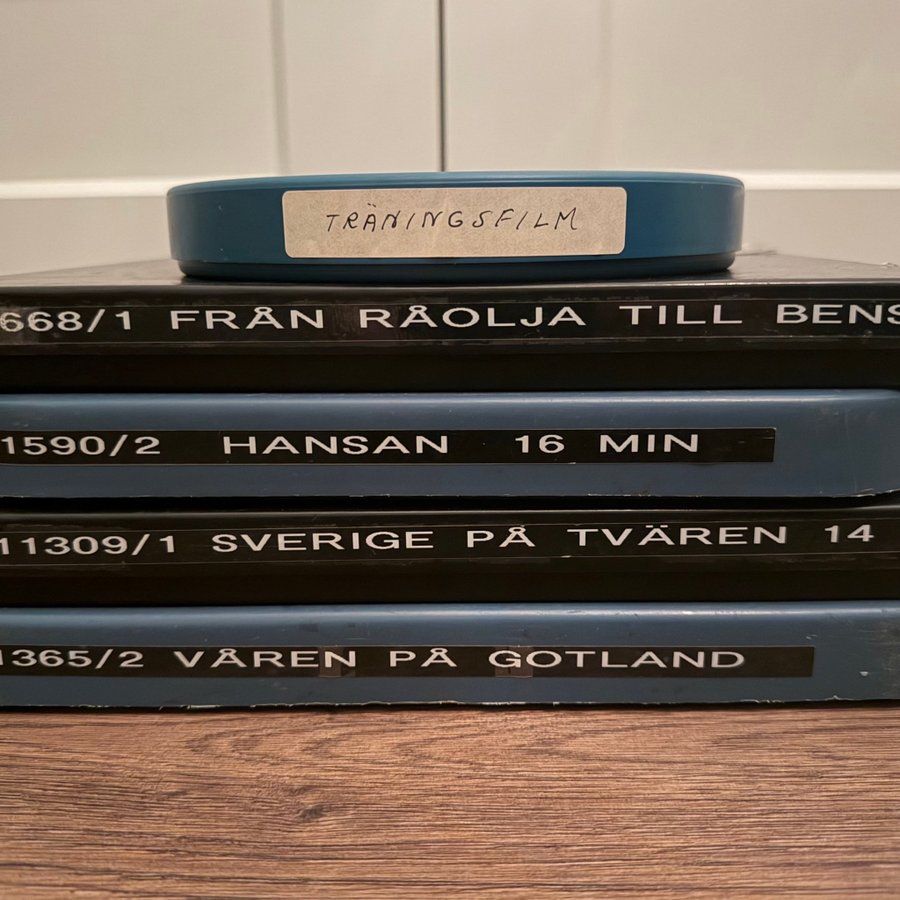 TRÄNINGSFILM
668/1 FRÅN RÅOLJA TILL BENS
1590/2 HANSAN 16 MIN
11309/1 SVERIGE PÅ TVÄREN 14
1365/2 VÅREN PÅ GOTLAND